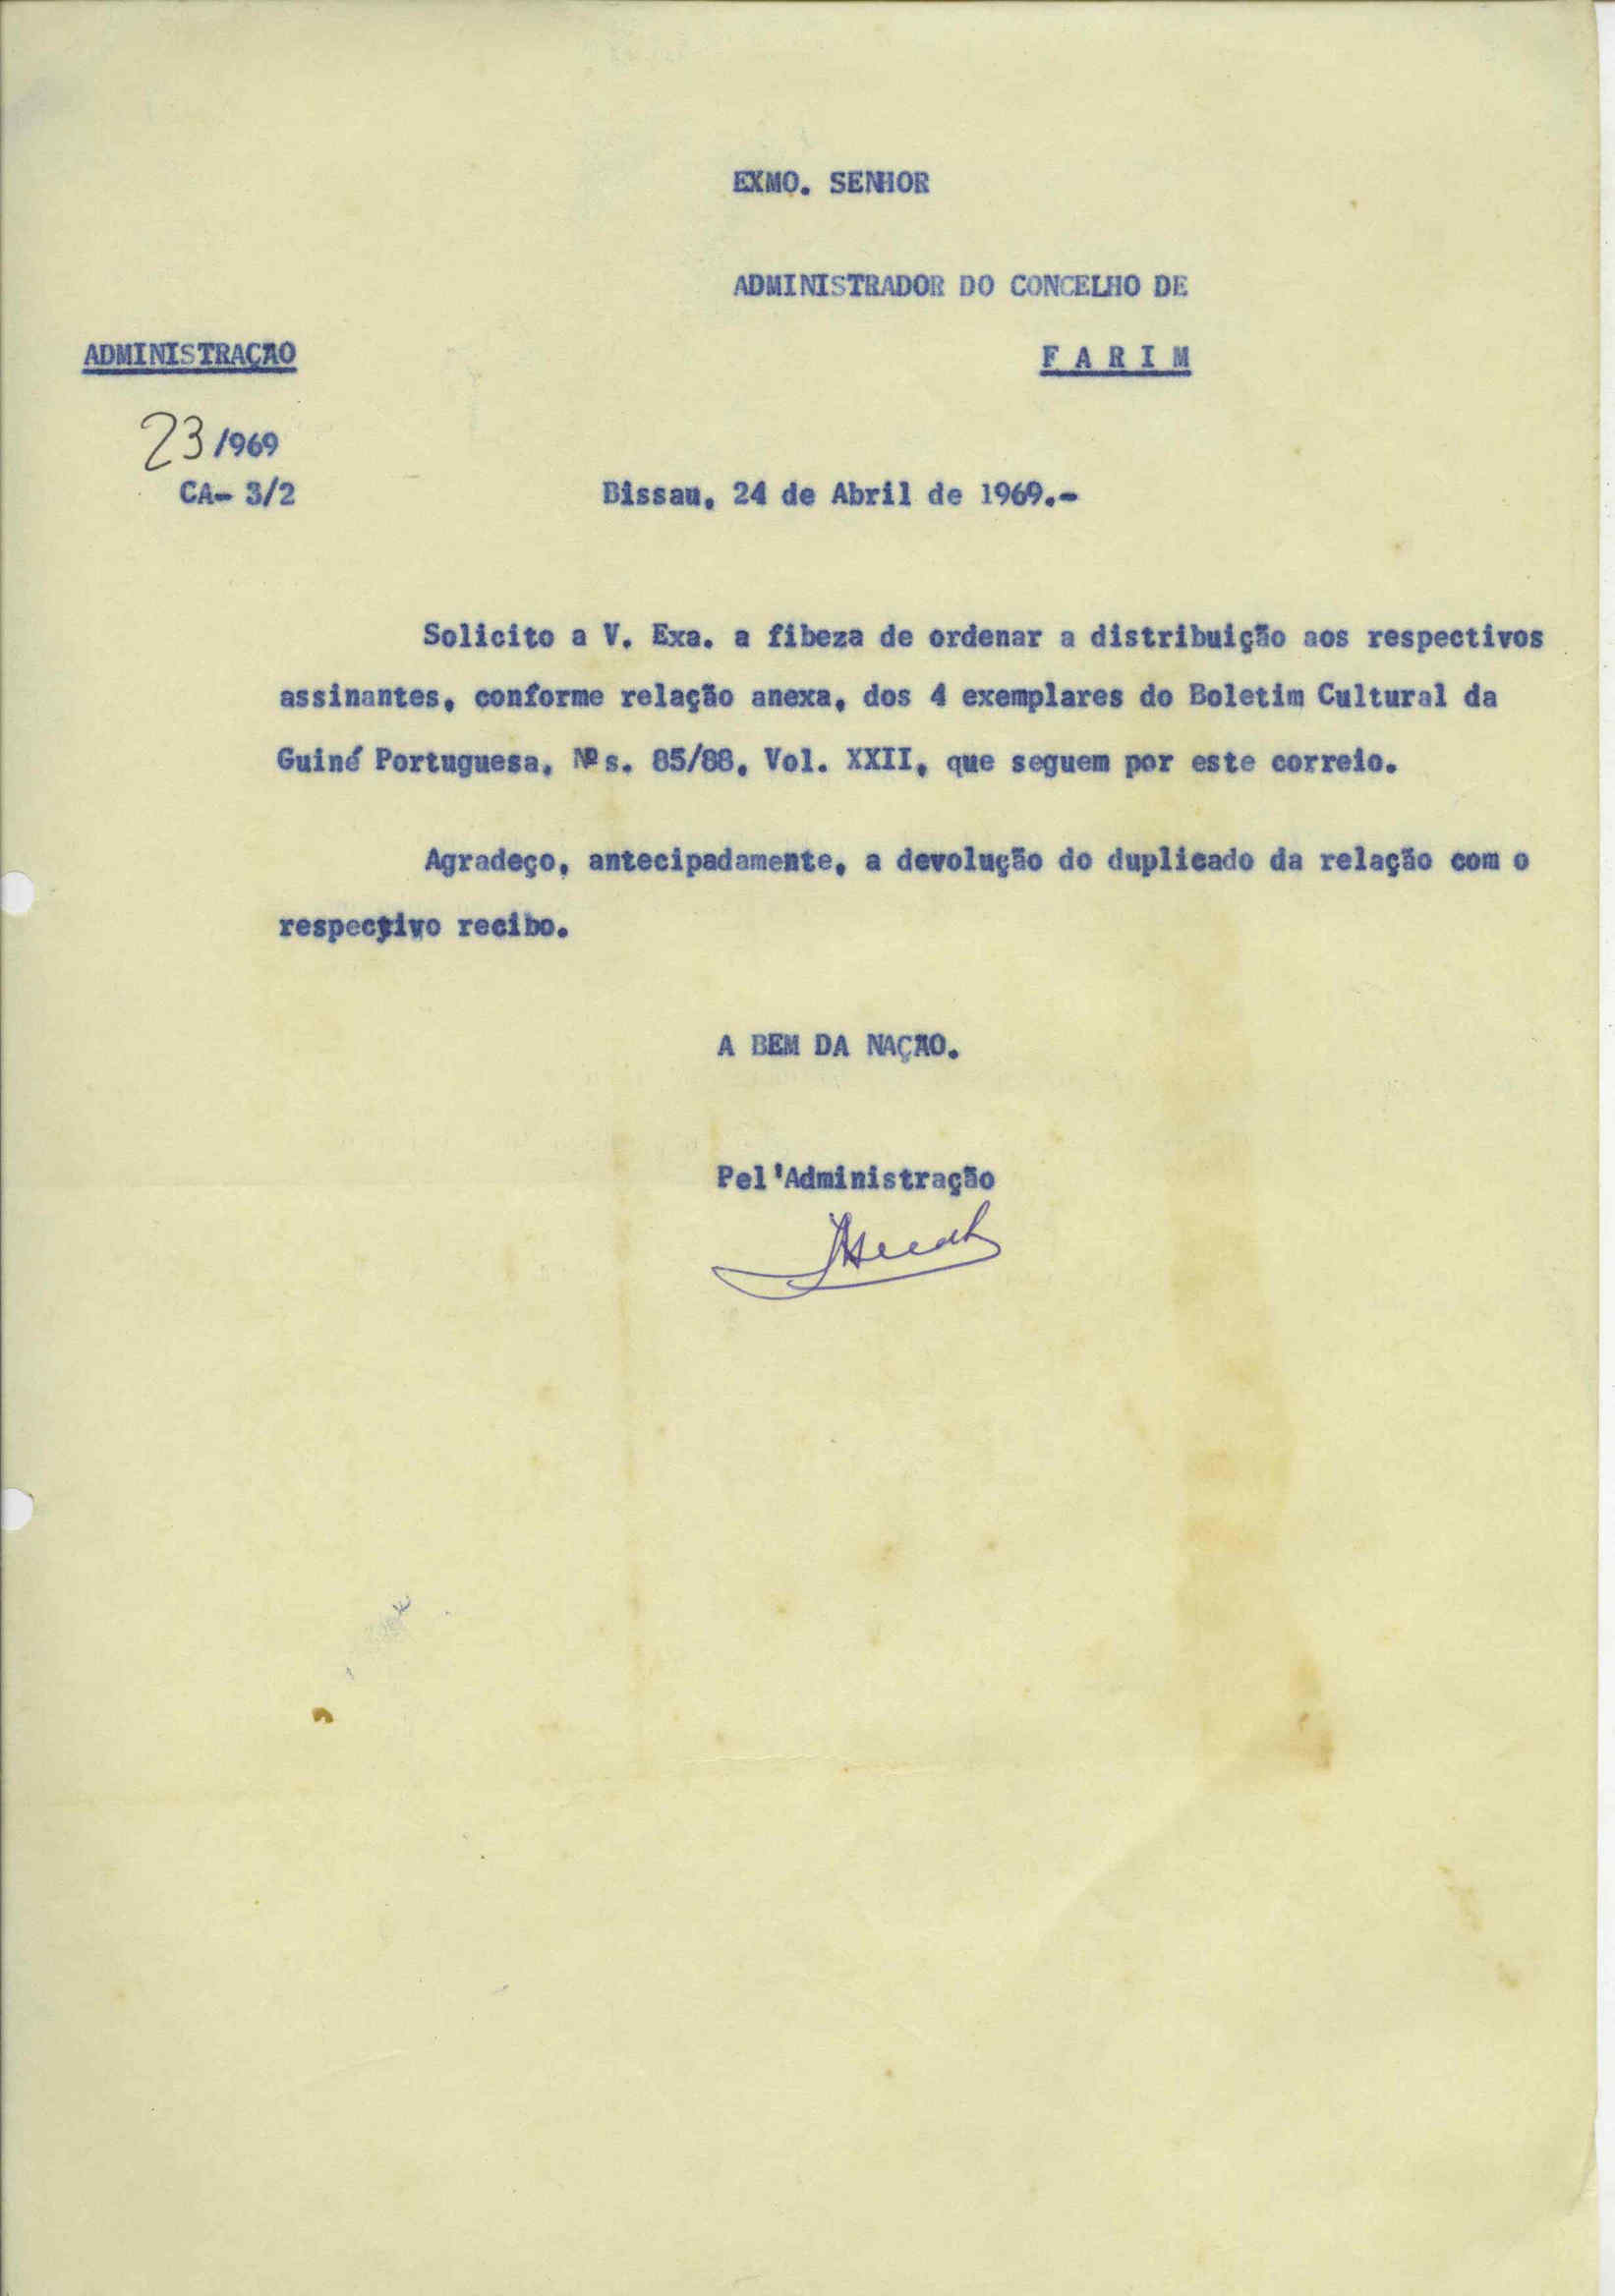 EXMO. SENHOR
ADMINISTRADOR DO CONCELHO DE
ADMINISTRAÇÃO
F A R I M
23/969
CA- 3/2
Bissau, 24 de Abril de 1969.-
Solicito a V. Exa. a fibeza de ordenar a distribuição aos respectivos
assinantes, conforme relação anexa, dos 4 exemplares do Boletim Cultural da
Guiné Portuguesa, Nºs. 85/88, Vol. XXII, que seguem por este correio.
Agradeço, antecipadamente, a devolução do duplicado da relação com o
respectivo recibo.
A BEM DA NAÇÃO.
Pel'Administração